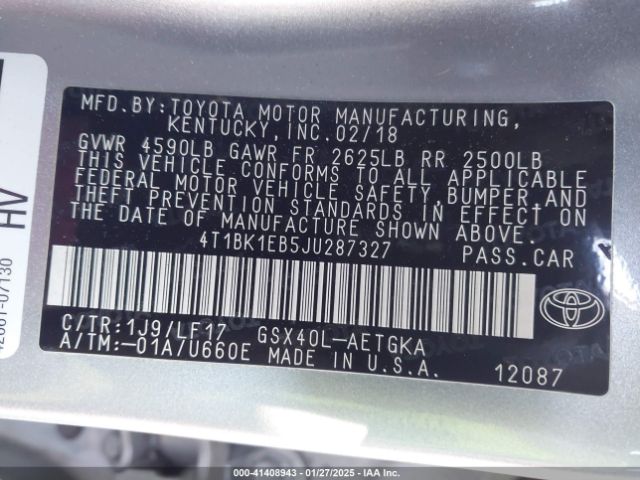 MFD.BY:TOYOTA MOTOR MANUFACTURING,
KENTUCKY,INC.02/18
GVWR 4590LB GAWR FR 2625LB RR 2500LB
THIS VEHICLE CONFORMS TO ALL APPLICABLE
FEDERAL MOTOR VEHICLE SAFETY,BUMPER,AND
THEFT PREVENTION STANDARDS IN EFFECT ON
THE DATE OF MANUFACTURE SHOWN ABOVE.
4T1BK1EB5JU287327 PASS.CAR
C/TR:1J9/LF17 GSX40L-AETGKA
A/TM:-01A/U660E MADE IN U.S.A. 12087
HV
000-41408943 - 01/27/2025 - IAA Inc.